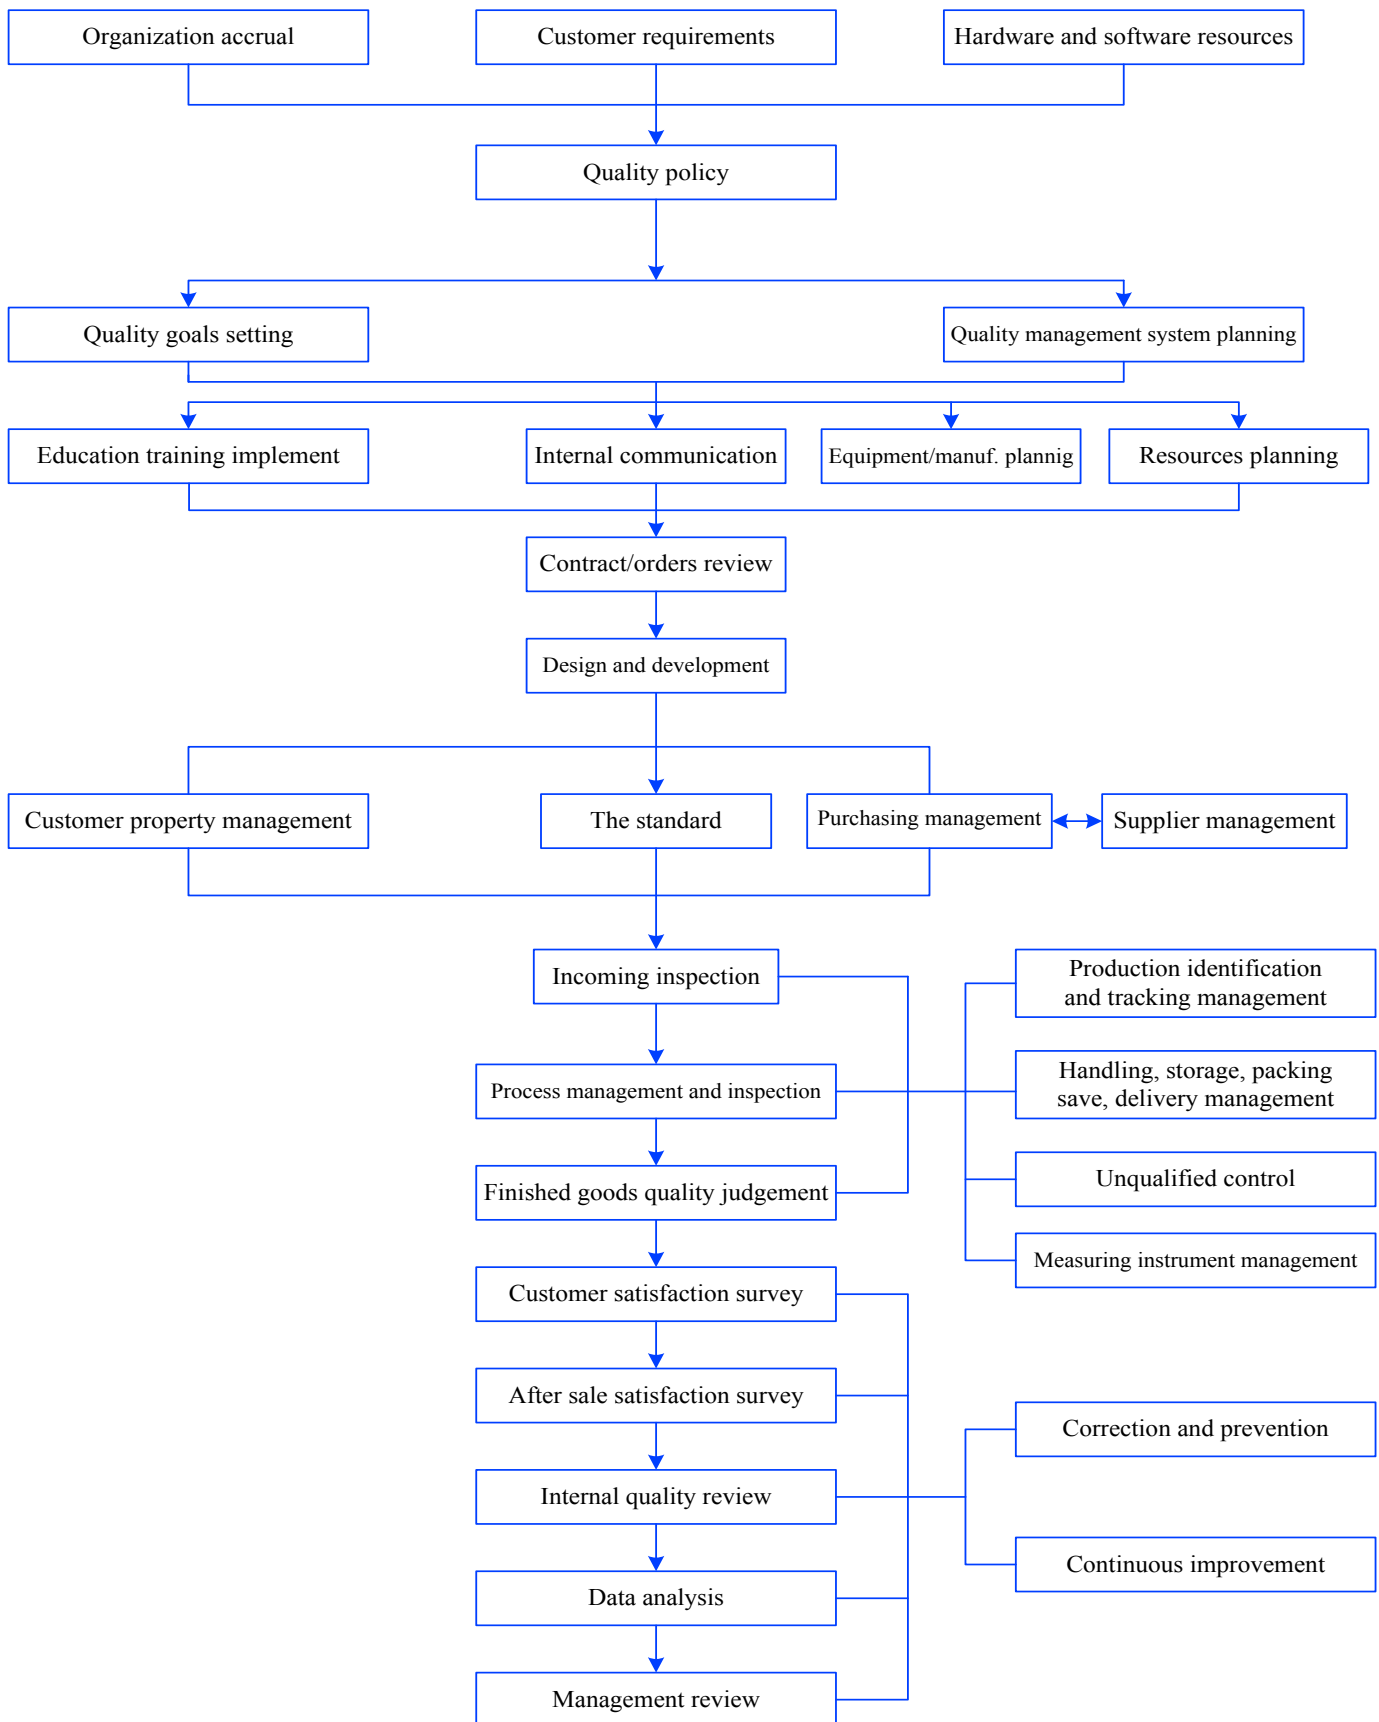 Organization accrual
Customer requirements
Hardware and software resources
Quality policy
Quality goals setting
Quality management system planning
Education training implement
Internal communication
Equipment/manuf. plannig
Resources planning
Contract/orders review
Design and development
Customer property management
The standard
Purchasing management
Supplier management
Incoming inspection
Production identification
and tracking management
Process management and inspection
Handling, storage, packing
save, delivery management
Finished goods quality judgement
Unqualified control
Measuring instrument management
Customer satisfaction survey
After sale satisfaction survey
Correction and prevention
Internal quality review
Continuous improvement
Data analysis
Management review